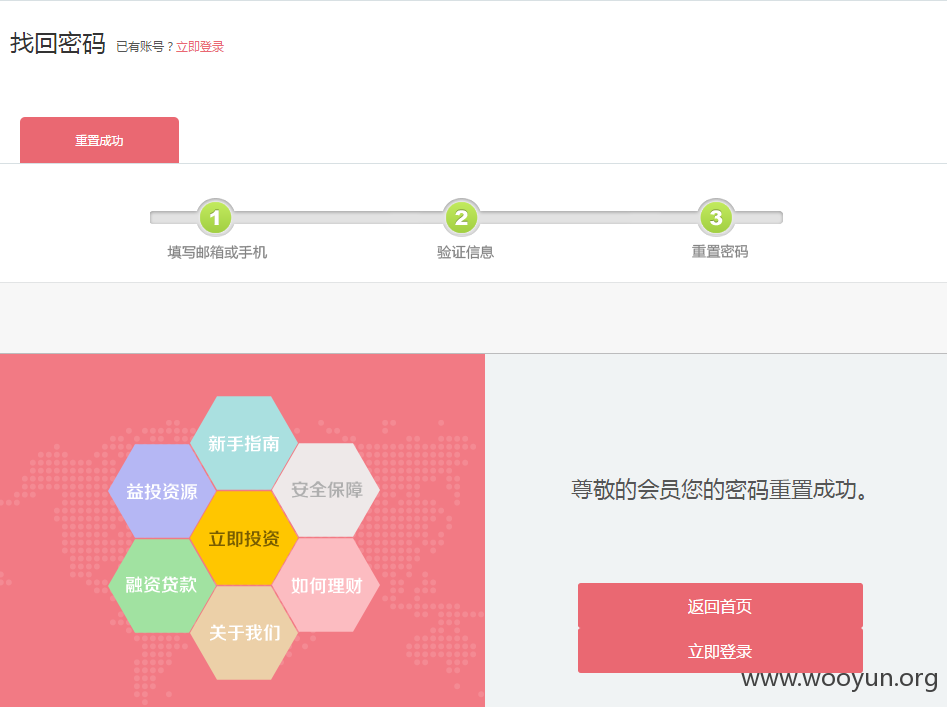 找回密码 已有账号？立即登录
重置成功
1 2 3
填写邮箱或手机 验证信息 重置密码
新手指南
益投资源 安全保障
立即投资
融资贷款 如何理财
关于我们
尊敬的会员您的密码重置成功。
返回首页
立即登录
www.wooyun.org